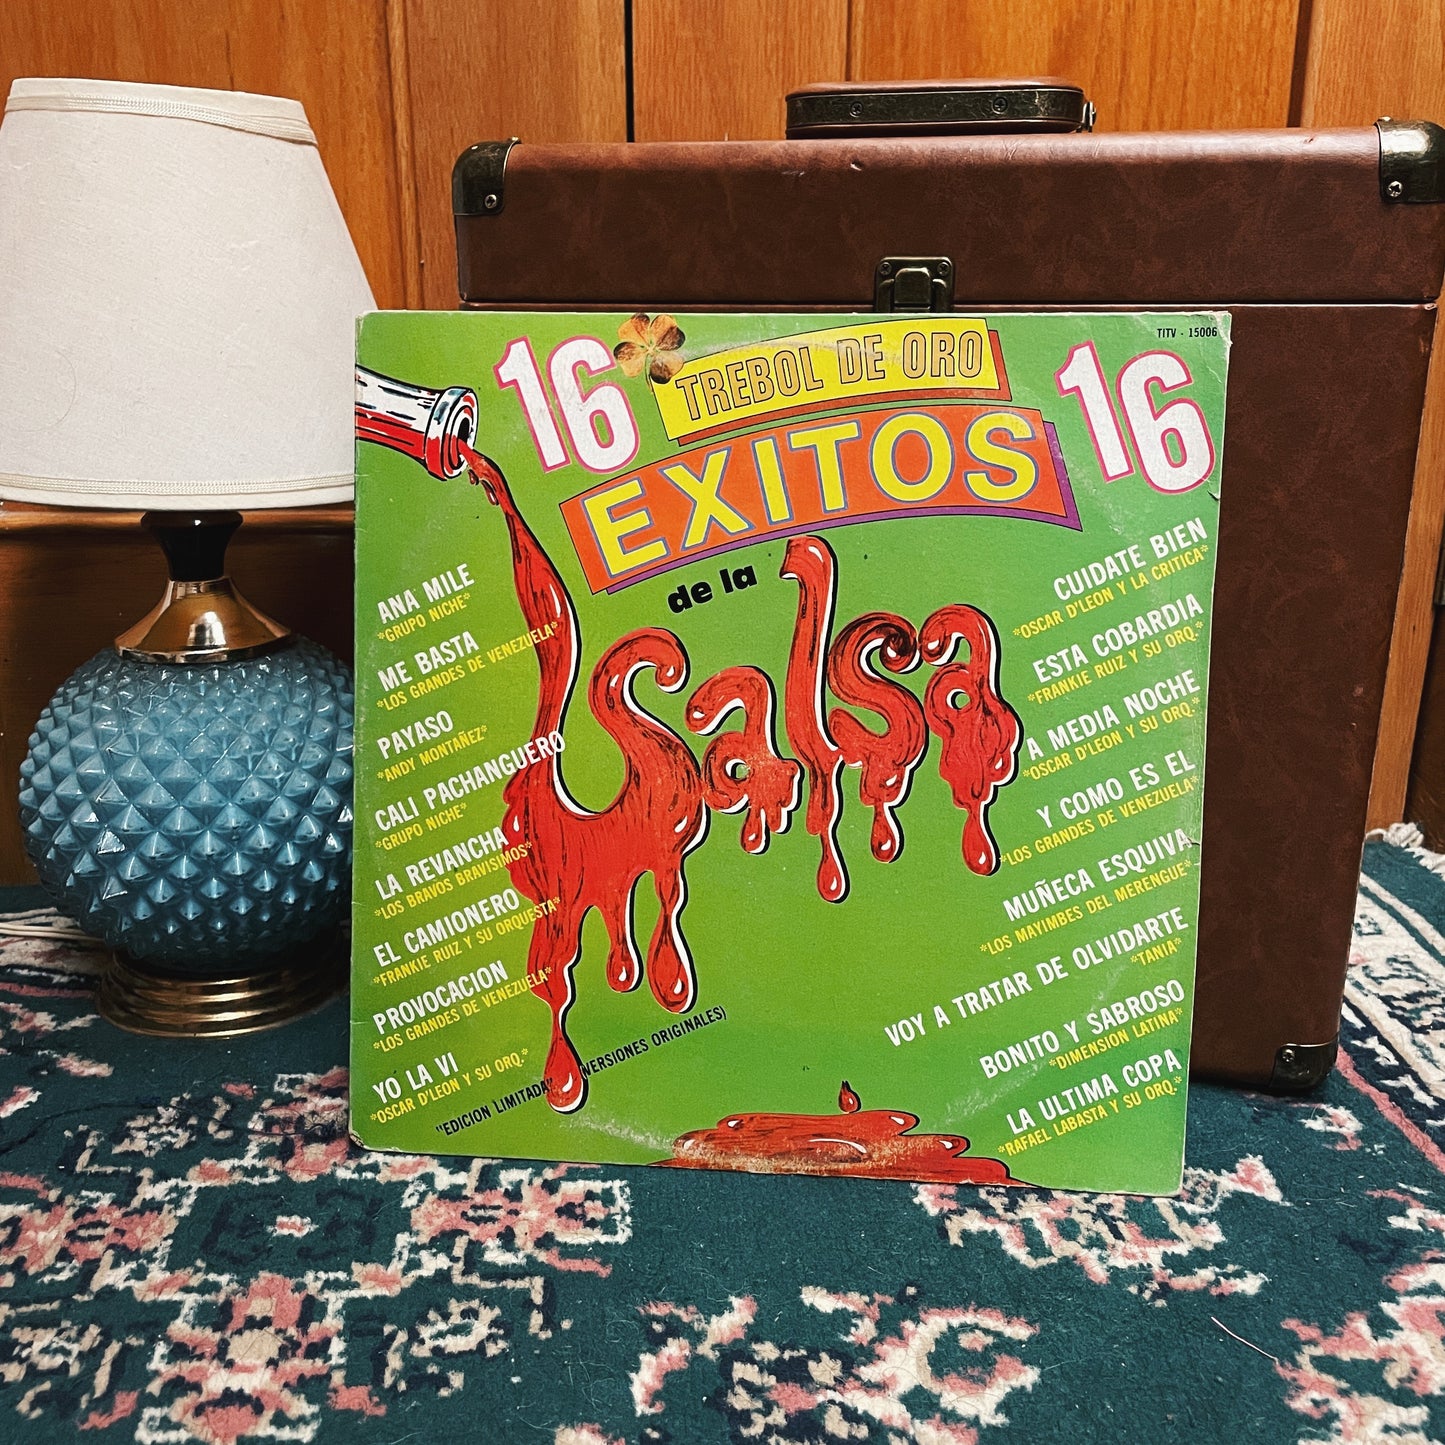 TITV - 15006
16
TREBOL DE ORO
16
EXITOS
de la
salsa
ANA MILE
*GRUPO NICHE*
ME BASTA
*LOS GRANDES DE VENEZUELA*
PAYASO
*ANDY MONTAÑEZ*
CALI PACHANGUERO
*GRUPO NICHE*
LA REVANCHA
*LOS BRAVOS BRAVISIMOS*
EL CAMIONERO
*FRANKIE RUIZ Y SU ORQUESTA*
PROVOCACION
*LOS GRANDES DE VENEZUELA*
YO LA VI
*OSCAR D'LEON Y SU ORQ.*
CUIDATE BIEN
*OSCAR D'LEON Y LA CRITICA*
ESTA COBARDIA
*FRANKIE RUIZ Y SU ORQ.*
A MEDIA NOCHE
*OSCAR D'LEON Y SU ORQ.*
Y COMO ES EL
*LOS GRANDES DE VENEZUELA*
MUÑECA ESQUIVA
*LOS MAYIMBES DEL MERENGUE*
VOY A TRATAR DE OLVIDARTE
*TANIA*
BONITO Y SABROSO
*DIMENSION LATINA*
LA ULTIMA COPA
*RAFAEL LABASTA Y SU ORQ.*
"EDICION LIMITADA" (VERSIONES ORIGINALES)